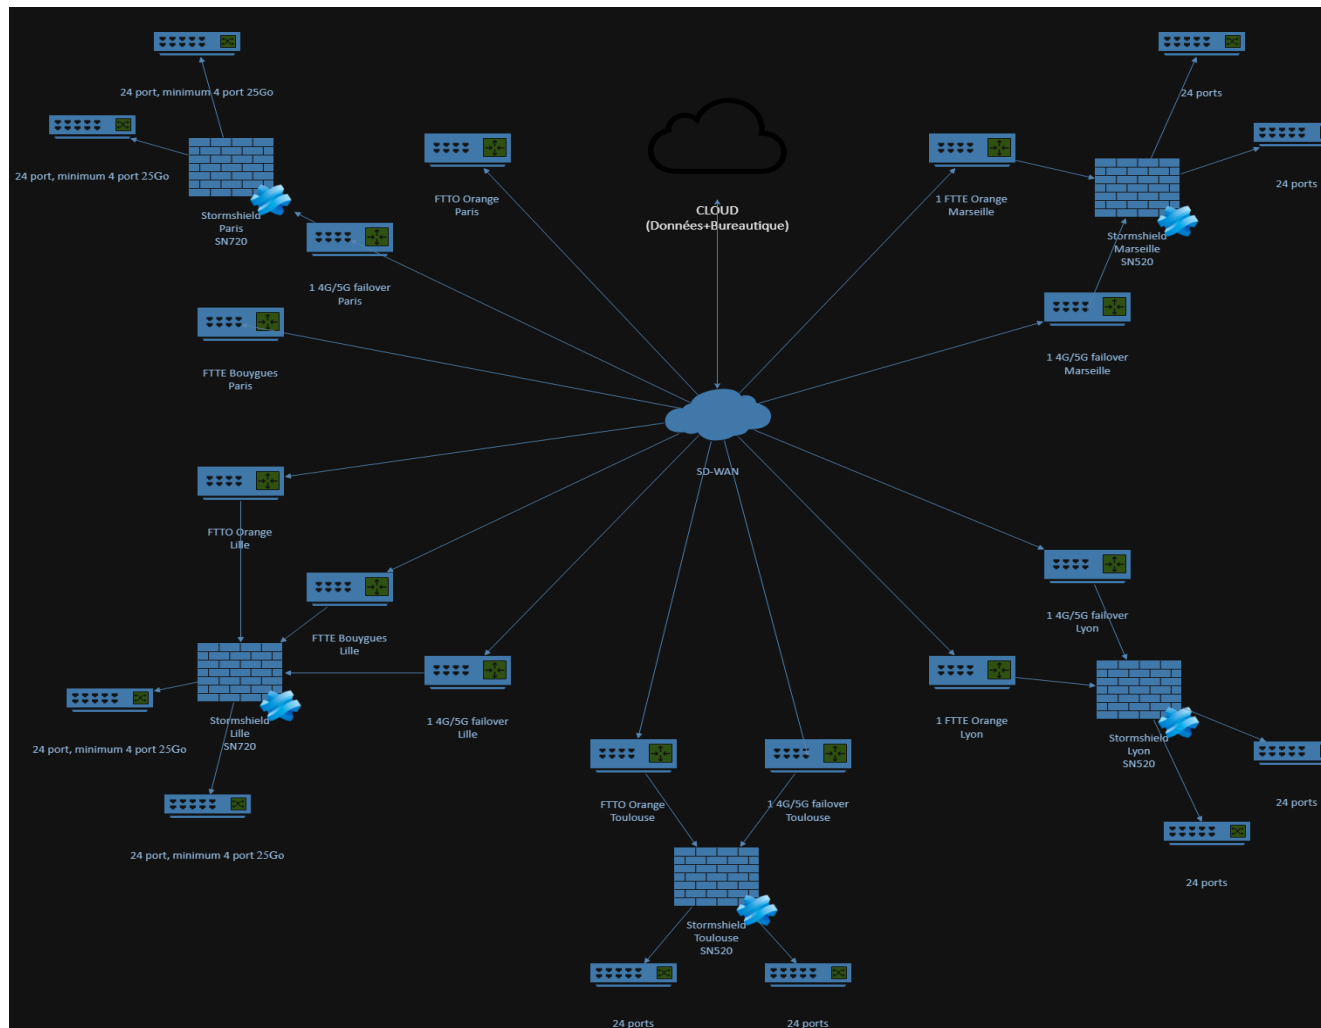 24 port, minimum 4 port 25Go
24 port, minimum 4 port 25Go
Stormshield
Paris
SN720
FTTO Orange
Paris
1 4G/5G failover
Paris
FTTE Bouygues
Paris
CLOUD
(Données+Bureautique)
24 ports
24 ports
1 FTTE Orange
Marseille
Stormshield
Marseille
SN520
1 4G/5G failover
Marseille
SD-WAN
FTTO Orange
Lille
FTTE Bouygues
Lille
Stormshield
Lille
SN720
1 4G/5G failover
Lille
24 port, minimum 4 port 25Go
24 port, minimum 4 port 25Go
FTTO Orange
Toulouse
1 4G/5G failover
Toulouse
Stormshield
Toulouse
SN520
24 ports
24 ports
1 4G/5G failover
Lyon
1 FTTE Orange
Lyon
Stormshield
Lyon
SN520
24 ports
24 ports